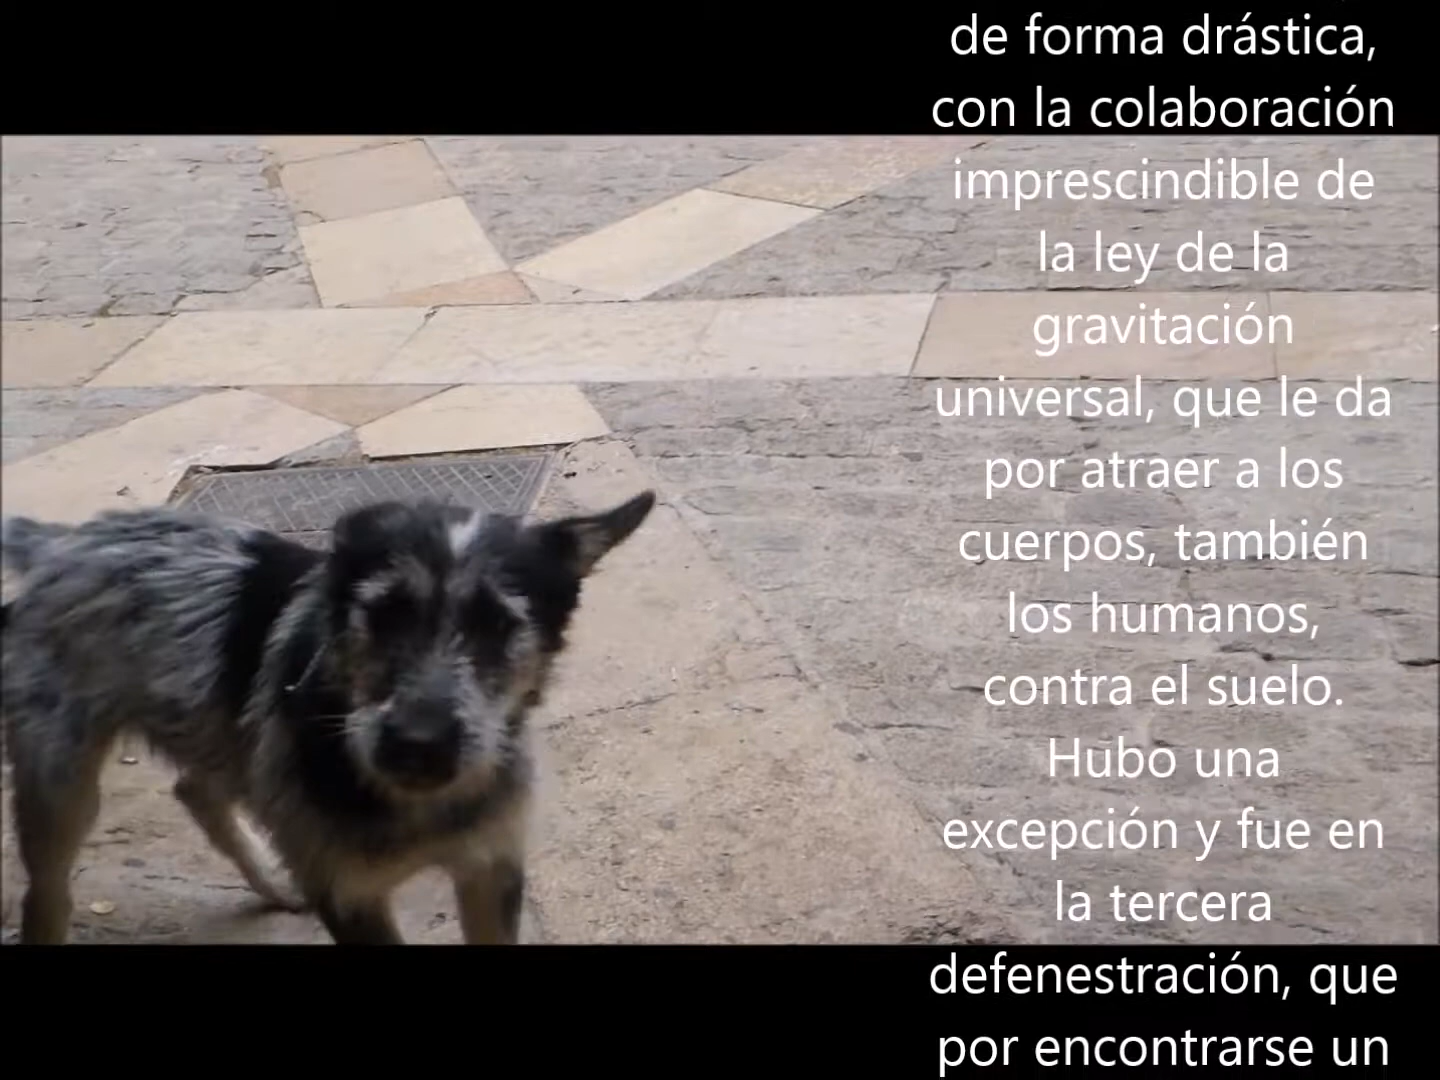 de forma drástica,
con la colaboración
imprescindible de
la ley de la
gravitación
universal, que le da
por atraer a los
cuerpos, también
los humanos,
contra el suelo.
Hubo una
excepción y fue en
la tercera
defenestración, que
por encontrarse un